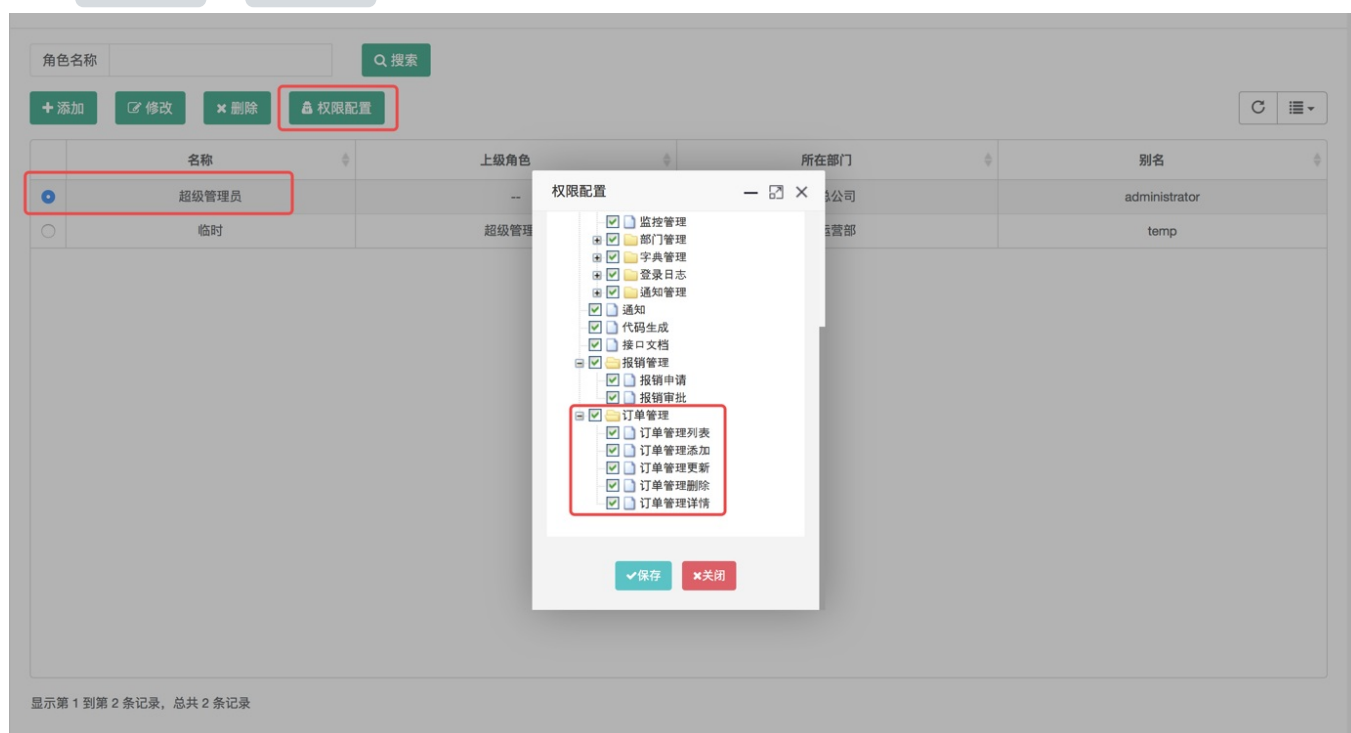 角色名称 搜索
添加 修改 删除 权限配置
名称 上级角色 所在部门 别名
超级管理员 -- 总公司 administrator
临时 超级管理 运营部 temp
权限配置
监控管理
部门管理
字典管理
登录日志
通知管理
通知
代码生成
接口文档
报销管理
报销申请
报销审批
订单管理
订单管理列表
订单管理添加
订单管理更新
订单管理删除
订单管理详情
保存 关闭
显示第 1 到第 2 条记录，总共 2 条记录